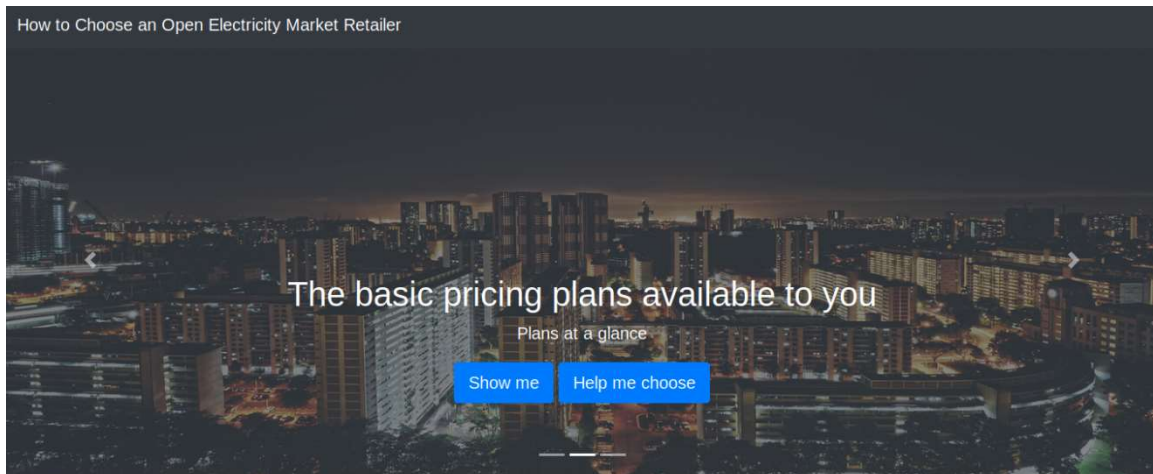 How to Choose an Open Electricity Market Retailer
The basic pricing plans available to you
Plans at a glance
Show me Help me choose